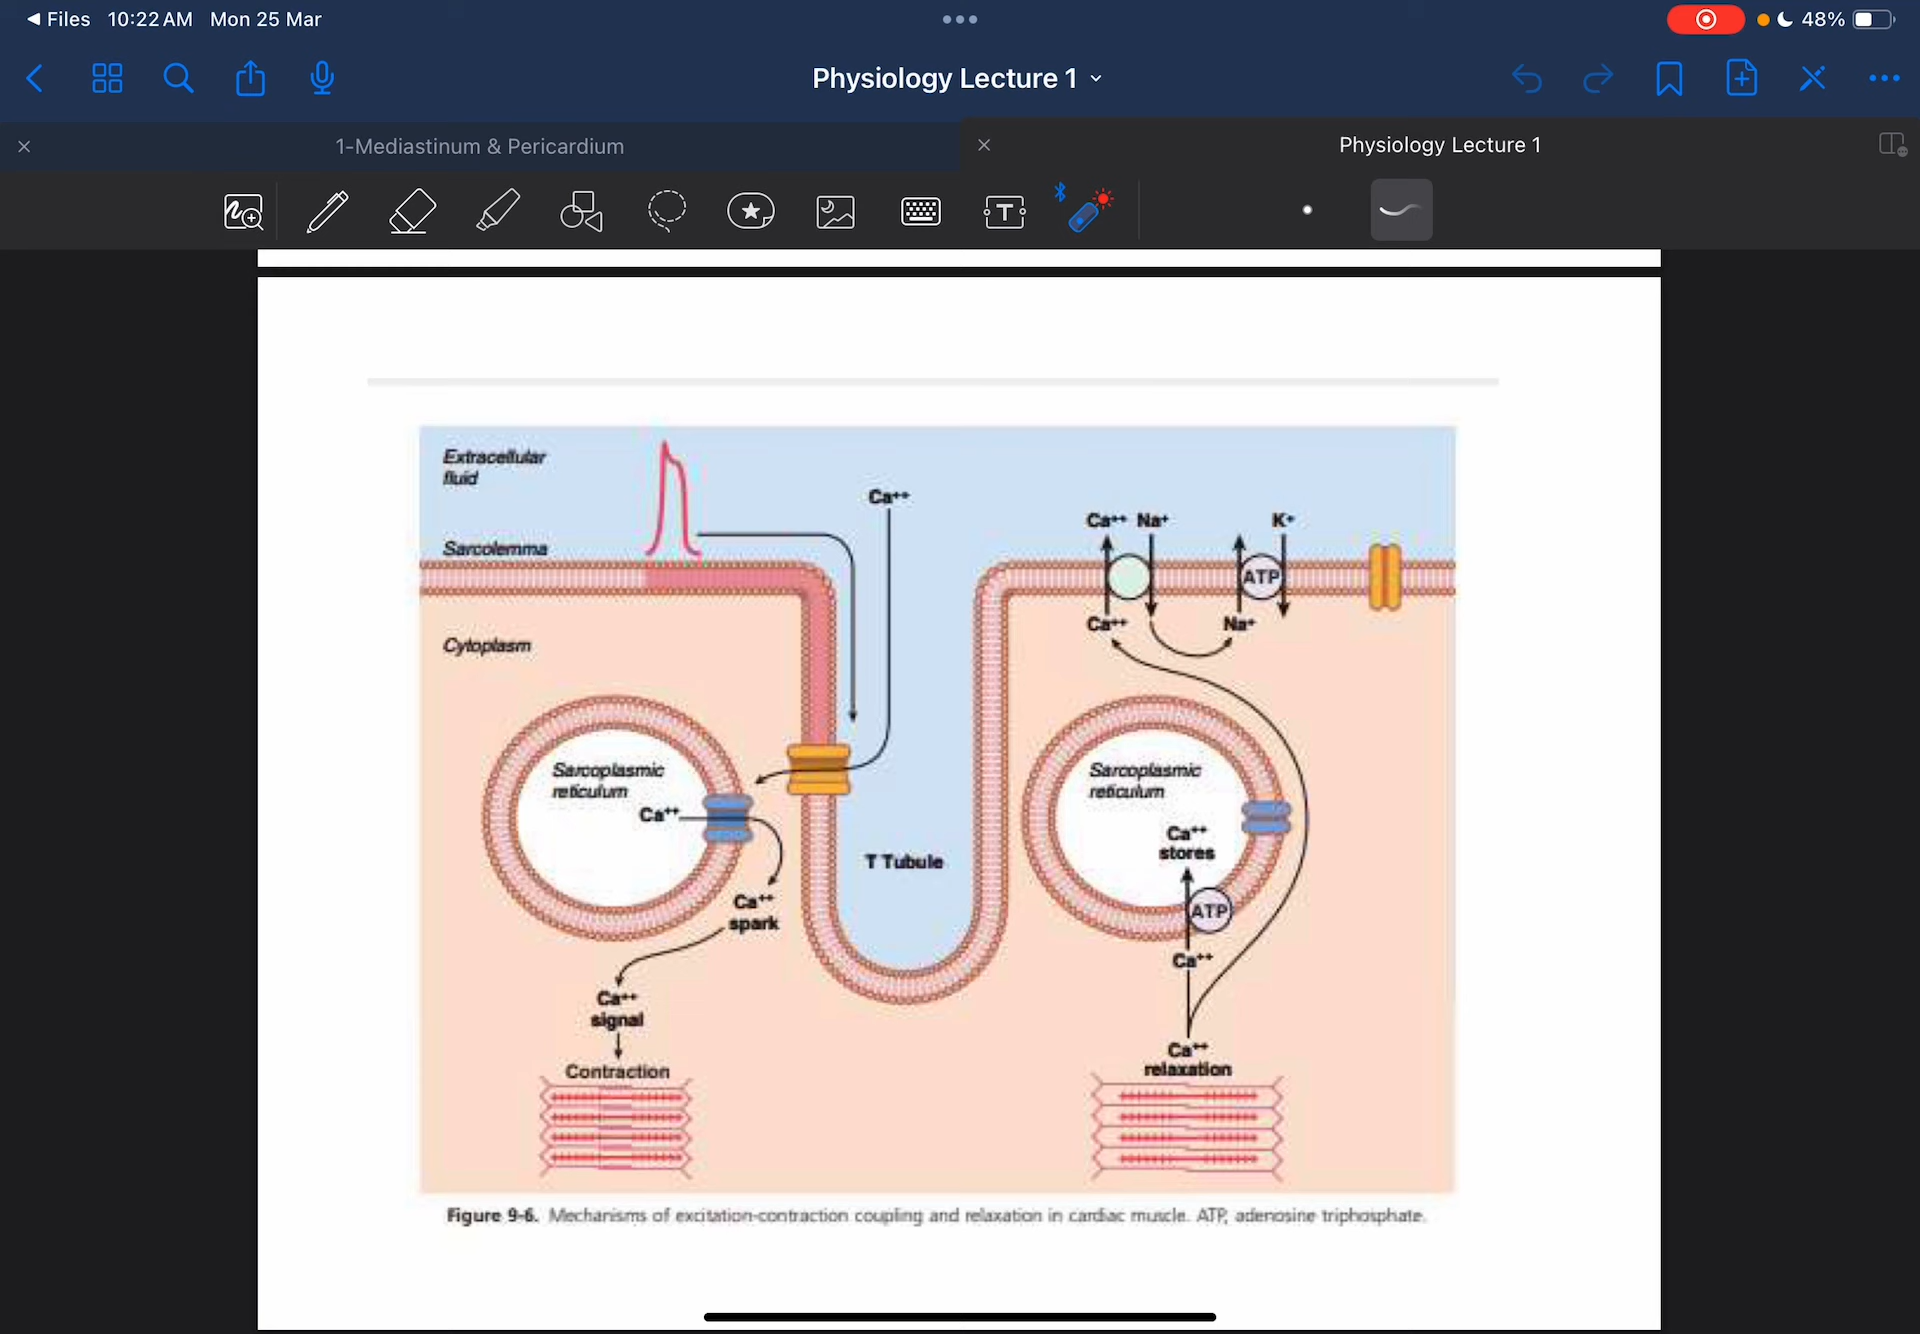 Files 10:22 AM Mon 25 Mar
48%
Physiology Lecture 1
1-Mediastinum & Pericardium
Physiology Lecture 1
T
Extracellular
fluid
Ca++
Ca++ Na+
K+
Sarcolemma
ATP
Ca++
Na+
Cytoplasm
Sarcoplasmic
reticulum
Ca++
Sarcoplasmic
reticulum
Ca++
stores
T Tubule
Ca++
spark
ATP
Ca++
Ca++
signal
Contraction
Ca++
relaxation
Figure 9-6. Mechanisms of excitation-contraction coupling and relaxation in cardiac muscle. ATP, adenosine triphosphate.